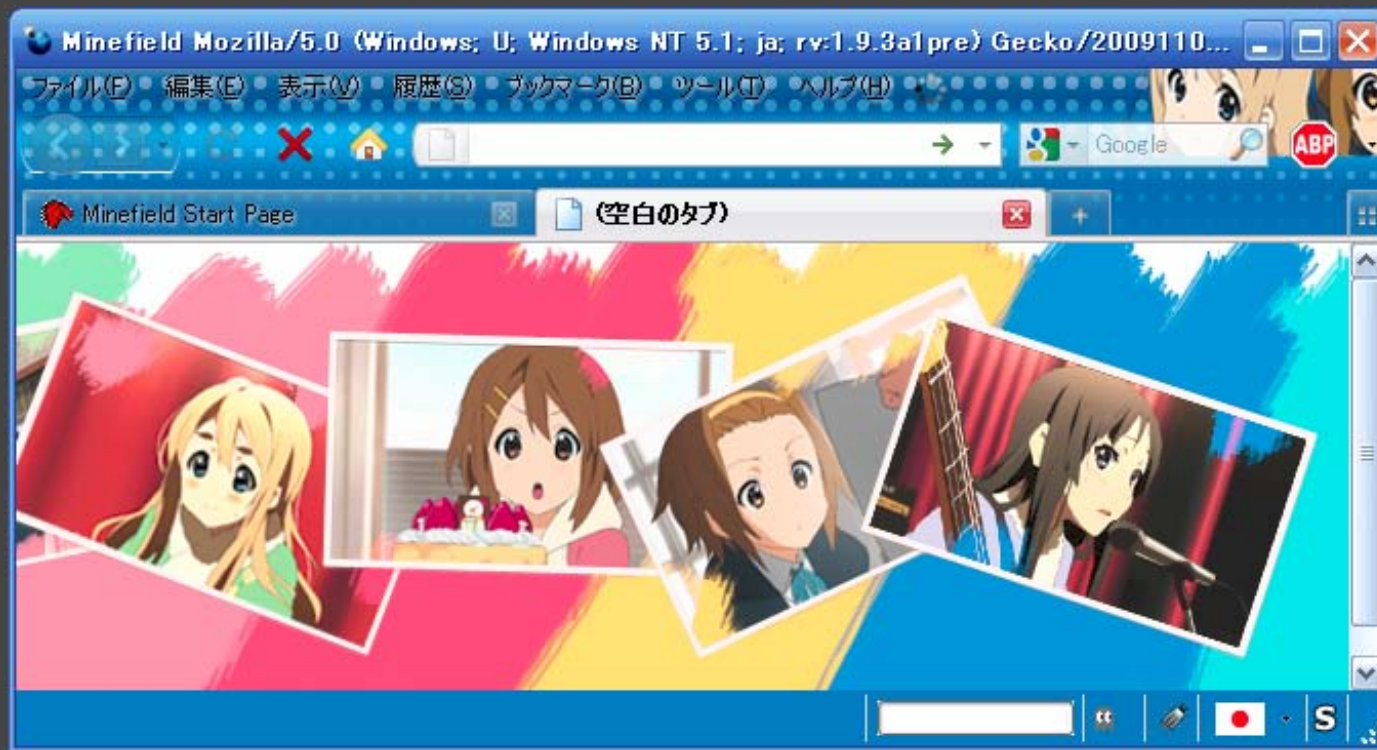 Minefield Mozilla/5.0 (Windows; U; Windows NT 5.1; ja; rv:1.9.3a1pre) Gecko/2009110...
ファイル(F) 編集(E) 表示(V) 履歴(S) ブックマーク(B) ツール(T) ヘルプ(H)
Google
ABP
Minefield Start Page
(空白のタブ)
S